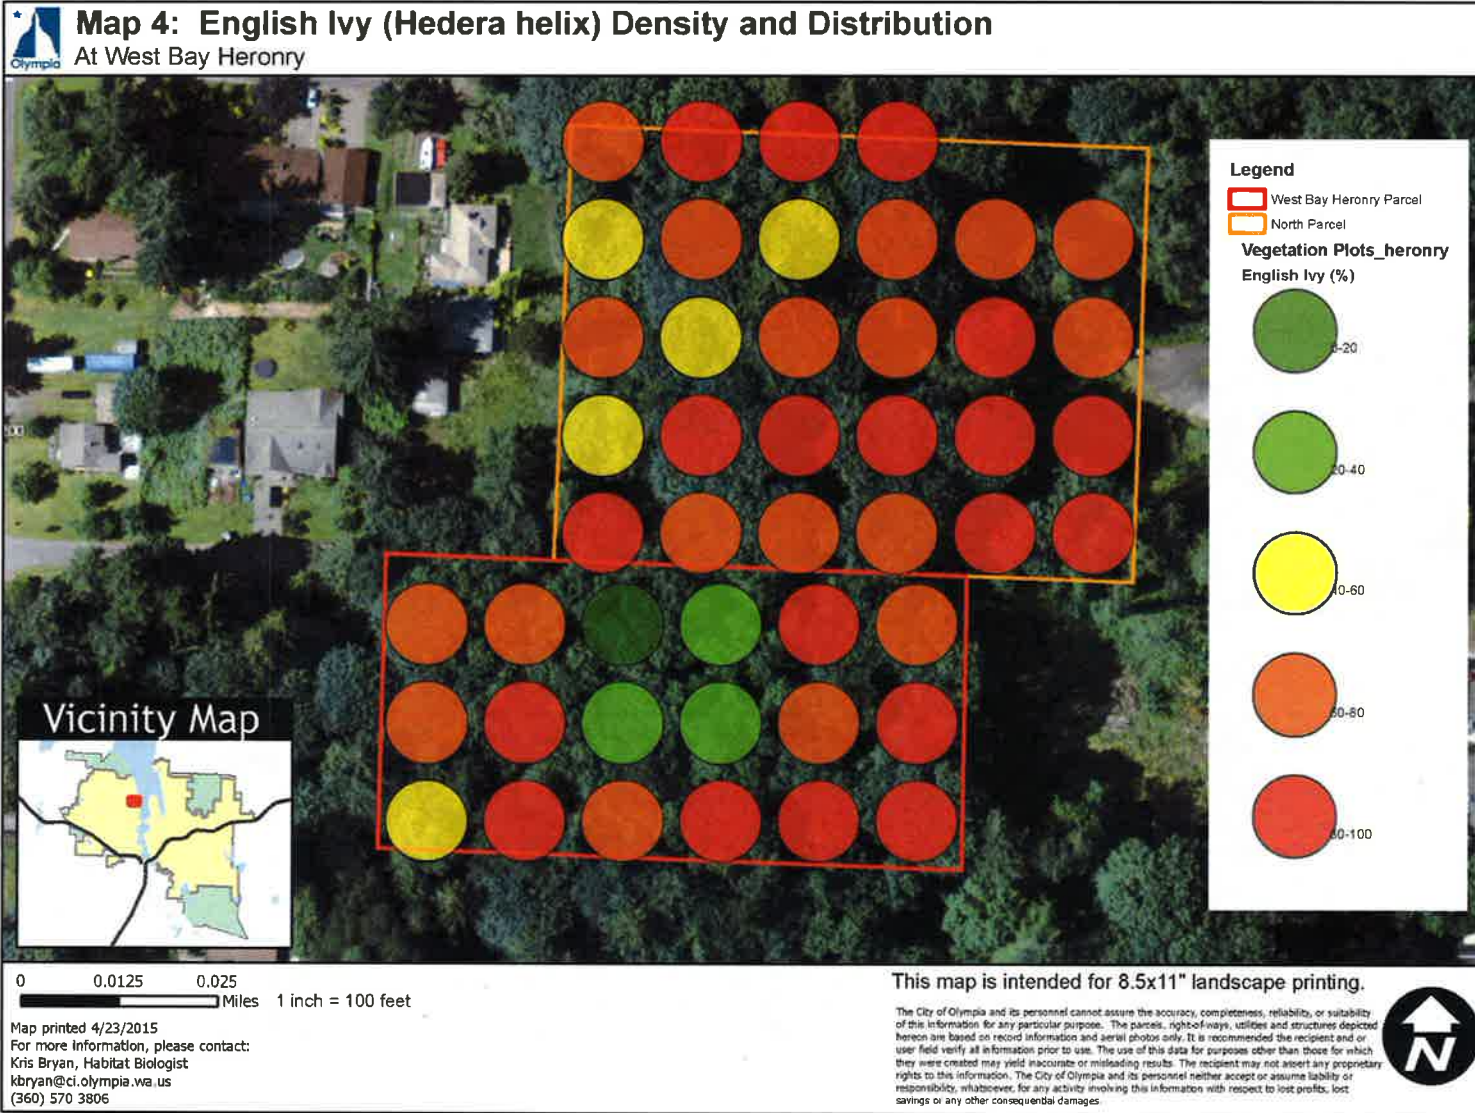 Map 4: English Ivy (Hedera helix) Density and Distribution
At West Bay Heronry
Olympia
Legend
West Bay Heronry Parcel
North Parcel
Vegetation Plots_heronry
English Ivy (%)
-20
20-40
40-60
60-80
80-100
Vicinity Map
0 0.0125 0.025
Miles 1 inch = 100 feet
Map printed 4/23/2015
For more information, please contact:
Kris Bryan, Habitat Biologist
kbryan@ci.olympia.wa.us
(360) 570 3806
This map is intended for 8.5x11" landscape printing.
The City of Olympia and its personnel cannot assure the accuracy, completeness, reliability, or suitability
of this information for any particular purpose. The parcels, right-of-ways, utilities and structures depicted
hereon are based on record information and aerial photos only. It is recommended the recipient and or
user field verify all information prior to use. The use of this data for purposes other than those for which
they were created may yield inaccurate or misleading results. The recipient may not assert any proprietary
rights to this information. The City of Olympia and its personnel neither accept or assume liability or
responsibility, whatsoever, for any activity involving this information with respect to lost profits, lost
savings or any other consequential damages.
N